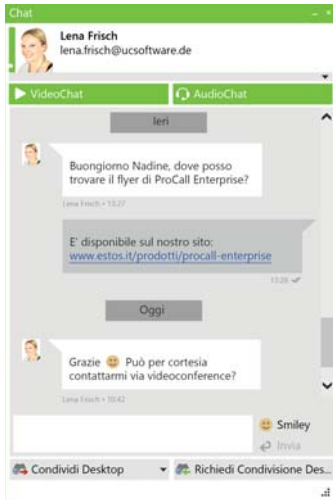 Chat
Lena Frisch
lena.frisch@ucsoftware.de
VideoChat
AudioChat
Ieri
Buongiorno Nadine, dove posso
trovare il flyer di ProCall Enterprise?
Lena Frisch • 13:27
E' disponibile sul nostro sito:
www.estos.it/prodotti/procall-enterprise
13:28
Oggi
Grazie 😊 Può per cortesia
contattarmi via videoconference?
Lena Frisch • 10:42
Smiley
Invia
Condividi Desktop
Richiedi Condivisione Des...